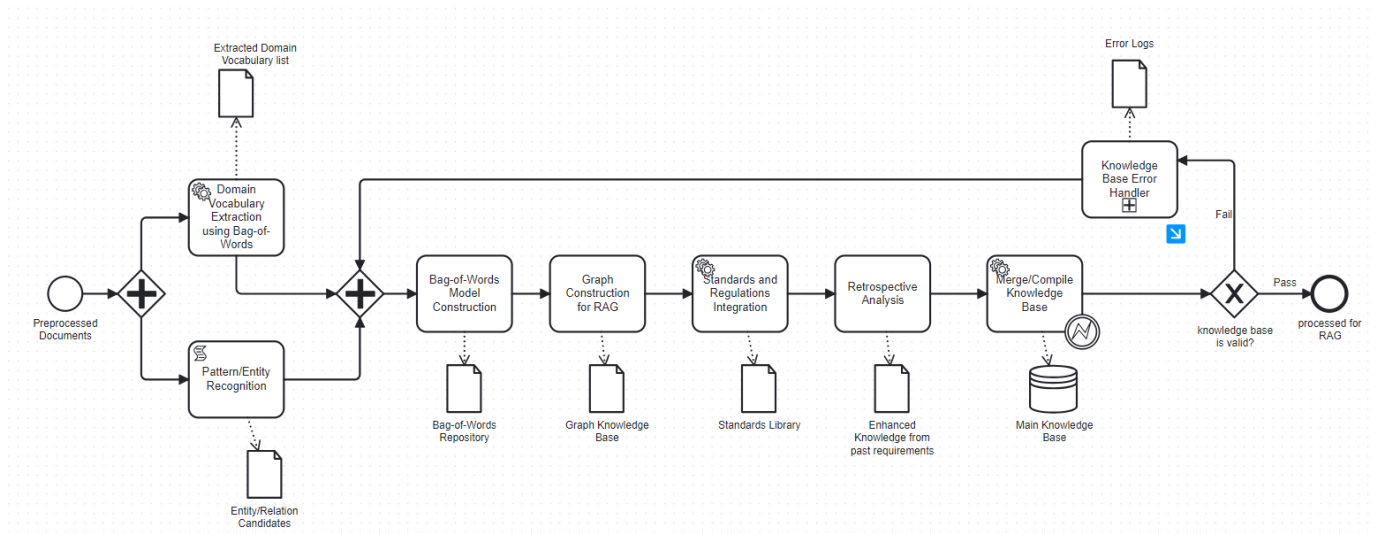 Extracted Domain
Vocabulary list
Error Logs
Domain
Vocabulary
Extraction
using Bag-of-
Words
Knowledge
Base Error
Handler
Fail
Preprocessed
Documents
Bag-of-Words
Model
Construction
Graph
Construction
for RAG
Standards and
Regulations
Integration
Retrospective
Analysis
Merge/Compile
Knowledge
Base
X
Pass
knowledge base
is valid?
processed for
RAG
Pattern/Entity
Recognition
Bag-of-Words
Repository
Graph Knowledge
Base
Standards Library
Enhanced
Knowledge from
past requirements
Main Knowledge
Base
Entity/Relation
Candidates